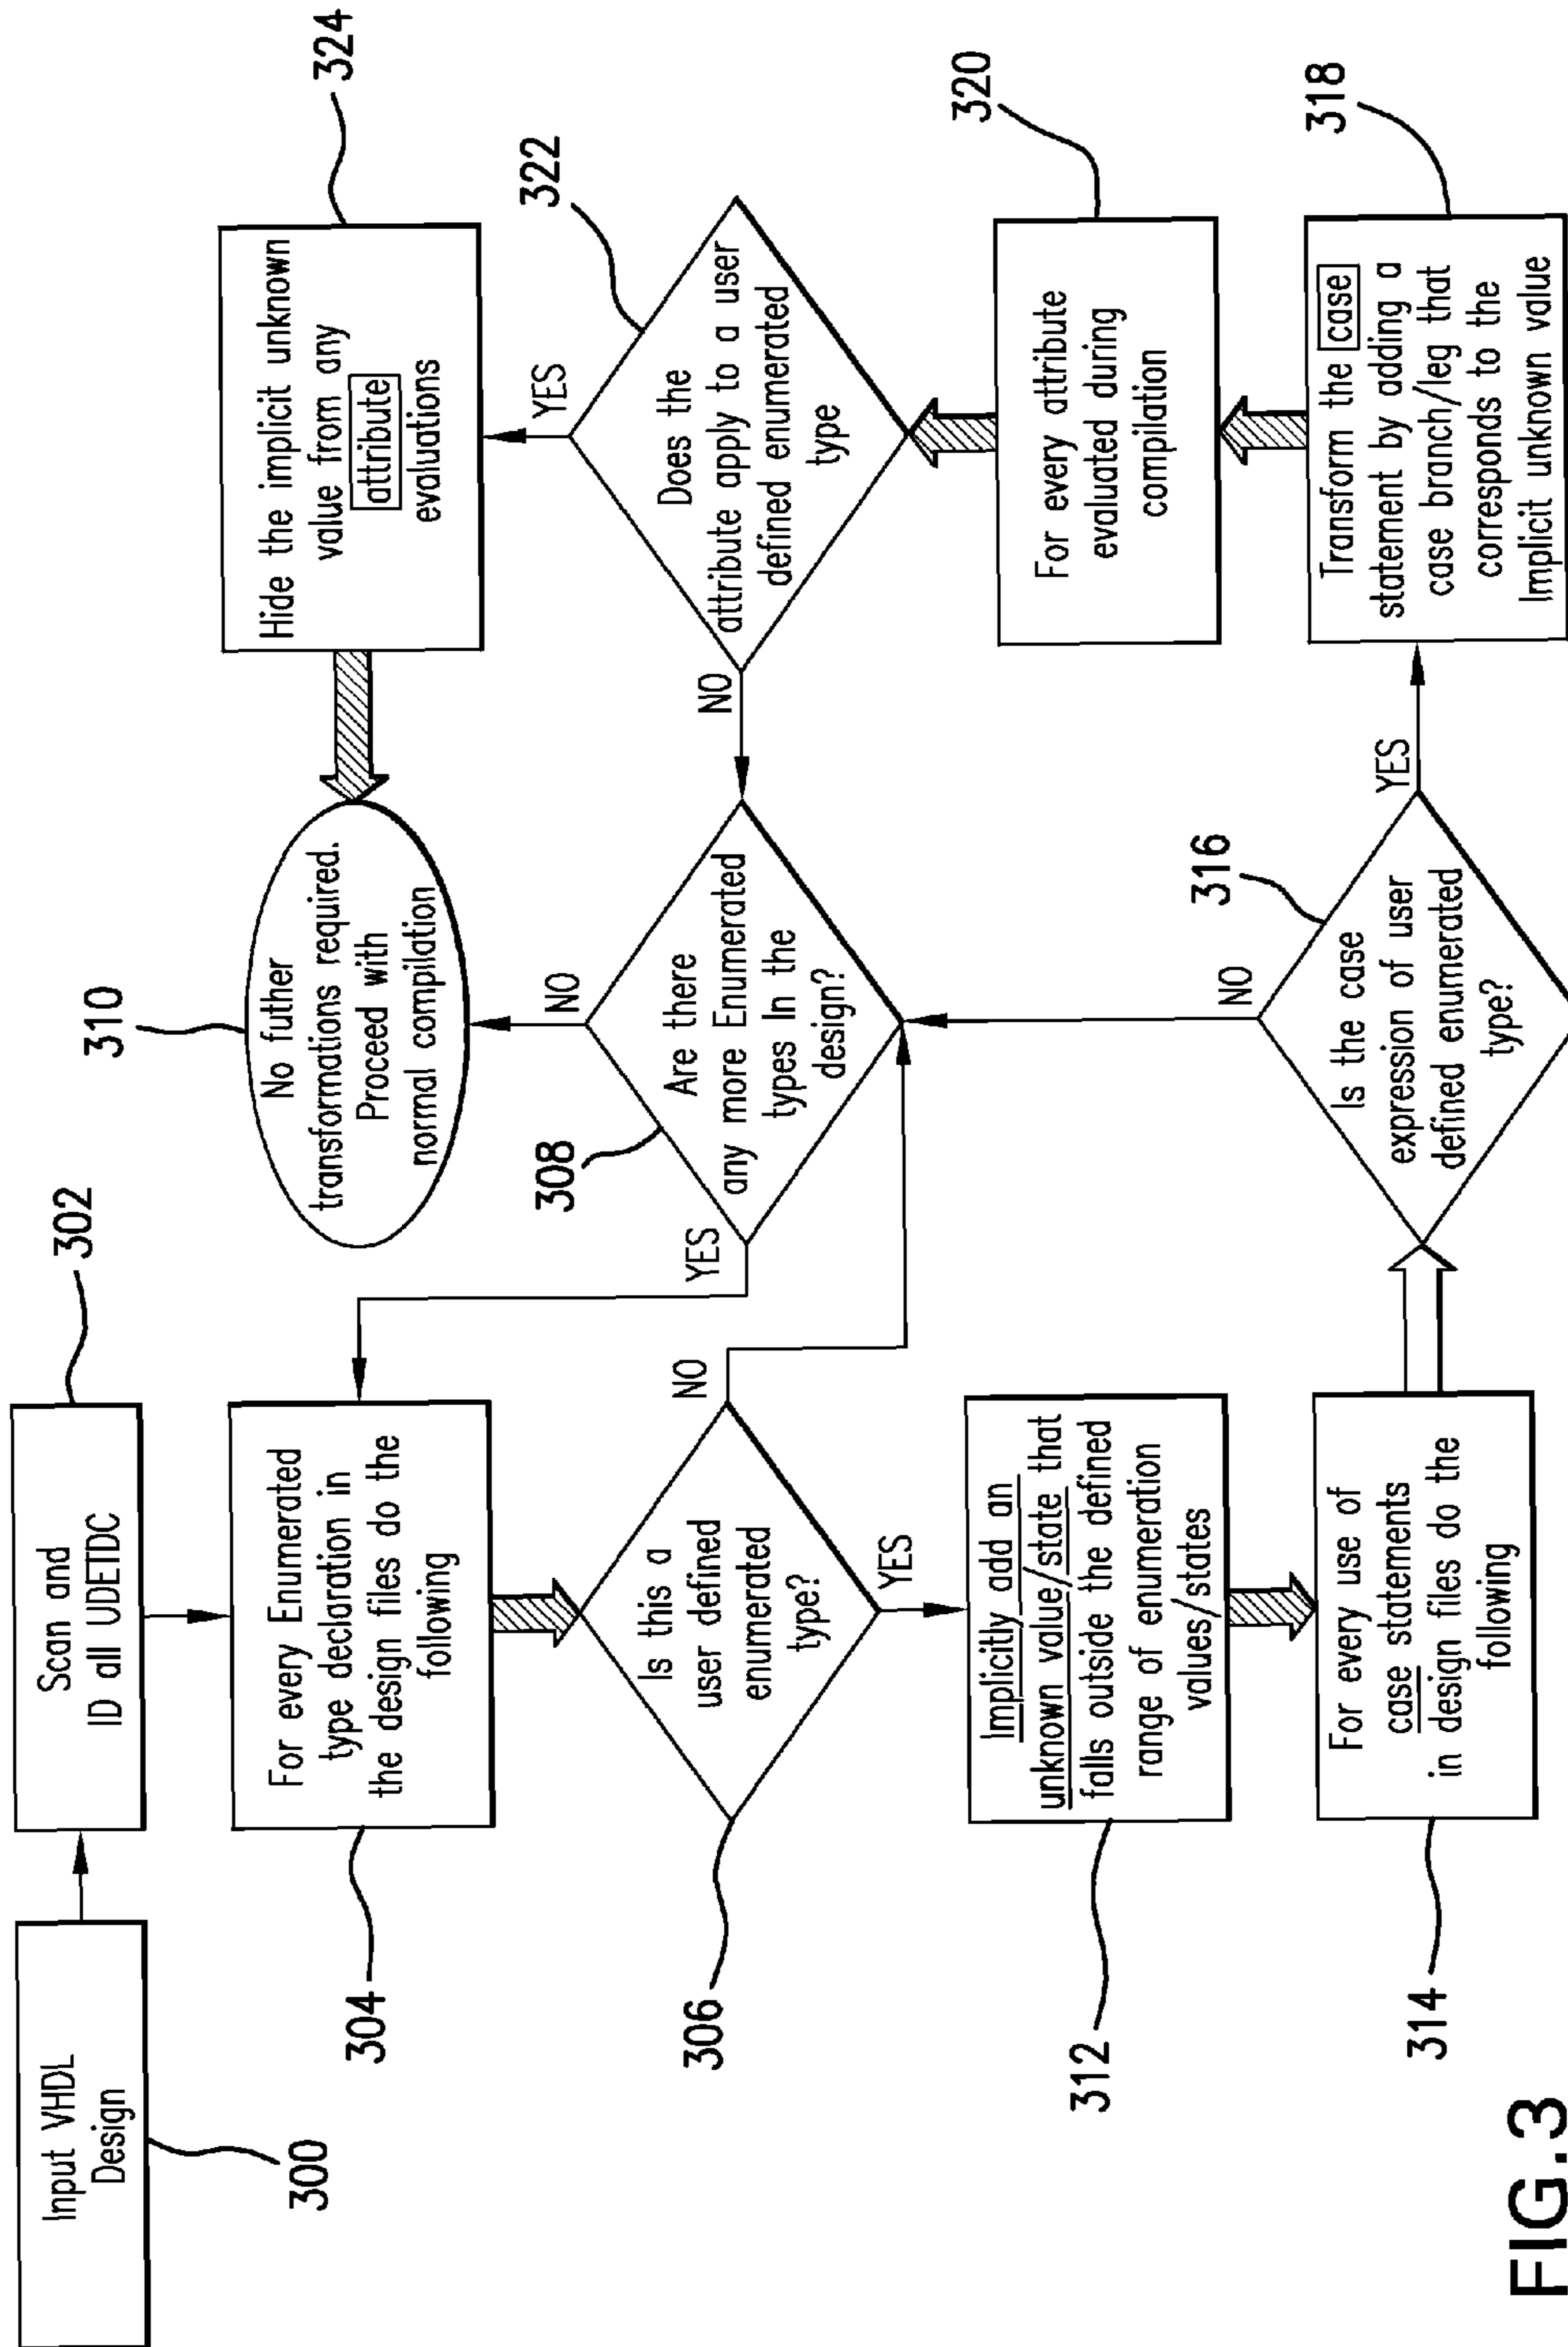 Input VHDL
Design
300
Scan and
ID all UDETDC
302
For every Enumerated
type declaration in
the design files do the
following
304
Is this a
user defined
enumerated
type?
306
NO
YES
Are there
any more Enumerated
types In the
design?
308
YES
NO
No futher
transformations required.
Proceed with
normal compilation
310
Implicitly add an
unknown value/state that
falls outside the defined
range of enumeration
values/states
312
For every use of
case statements
in design files do the
following
314
Is the case
expression of user
defined enumerated
type?
316
NO
YES
Transform the case
statement by adding a
case branch/leg that
corresponds to the
Implicit unknown value
318
For every attribute
evaluated during
compilation
320
Does the
attribute apply to a user
defined enumerated
type
322
NO
YES
Hide the implicit unknown
value from any
attribute
evaluations
324
FIG.3